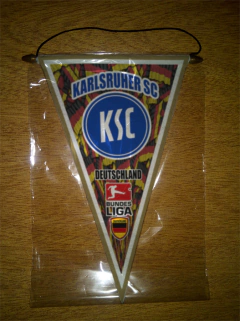 KARLSRUHER SC
KSC
DEUTSCHLAND
BUNDES
LIGA